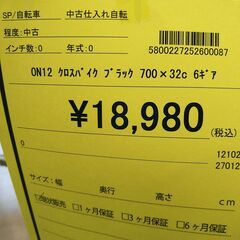 SP/自転車 中古仕入れ自転
程度:中古
インチ数:0 年式:0
5800227252600087
ON12 クロスバイク ブラック 700×32c 6ギア
¥18,980
(税込)
0
12102
27012
サイズ:幅 奥行 高さ cm
□現状販売 □1ヶ月保証 □3ヶ月保証 □6ヶ月保証